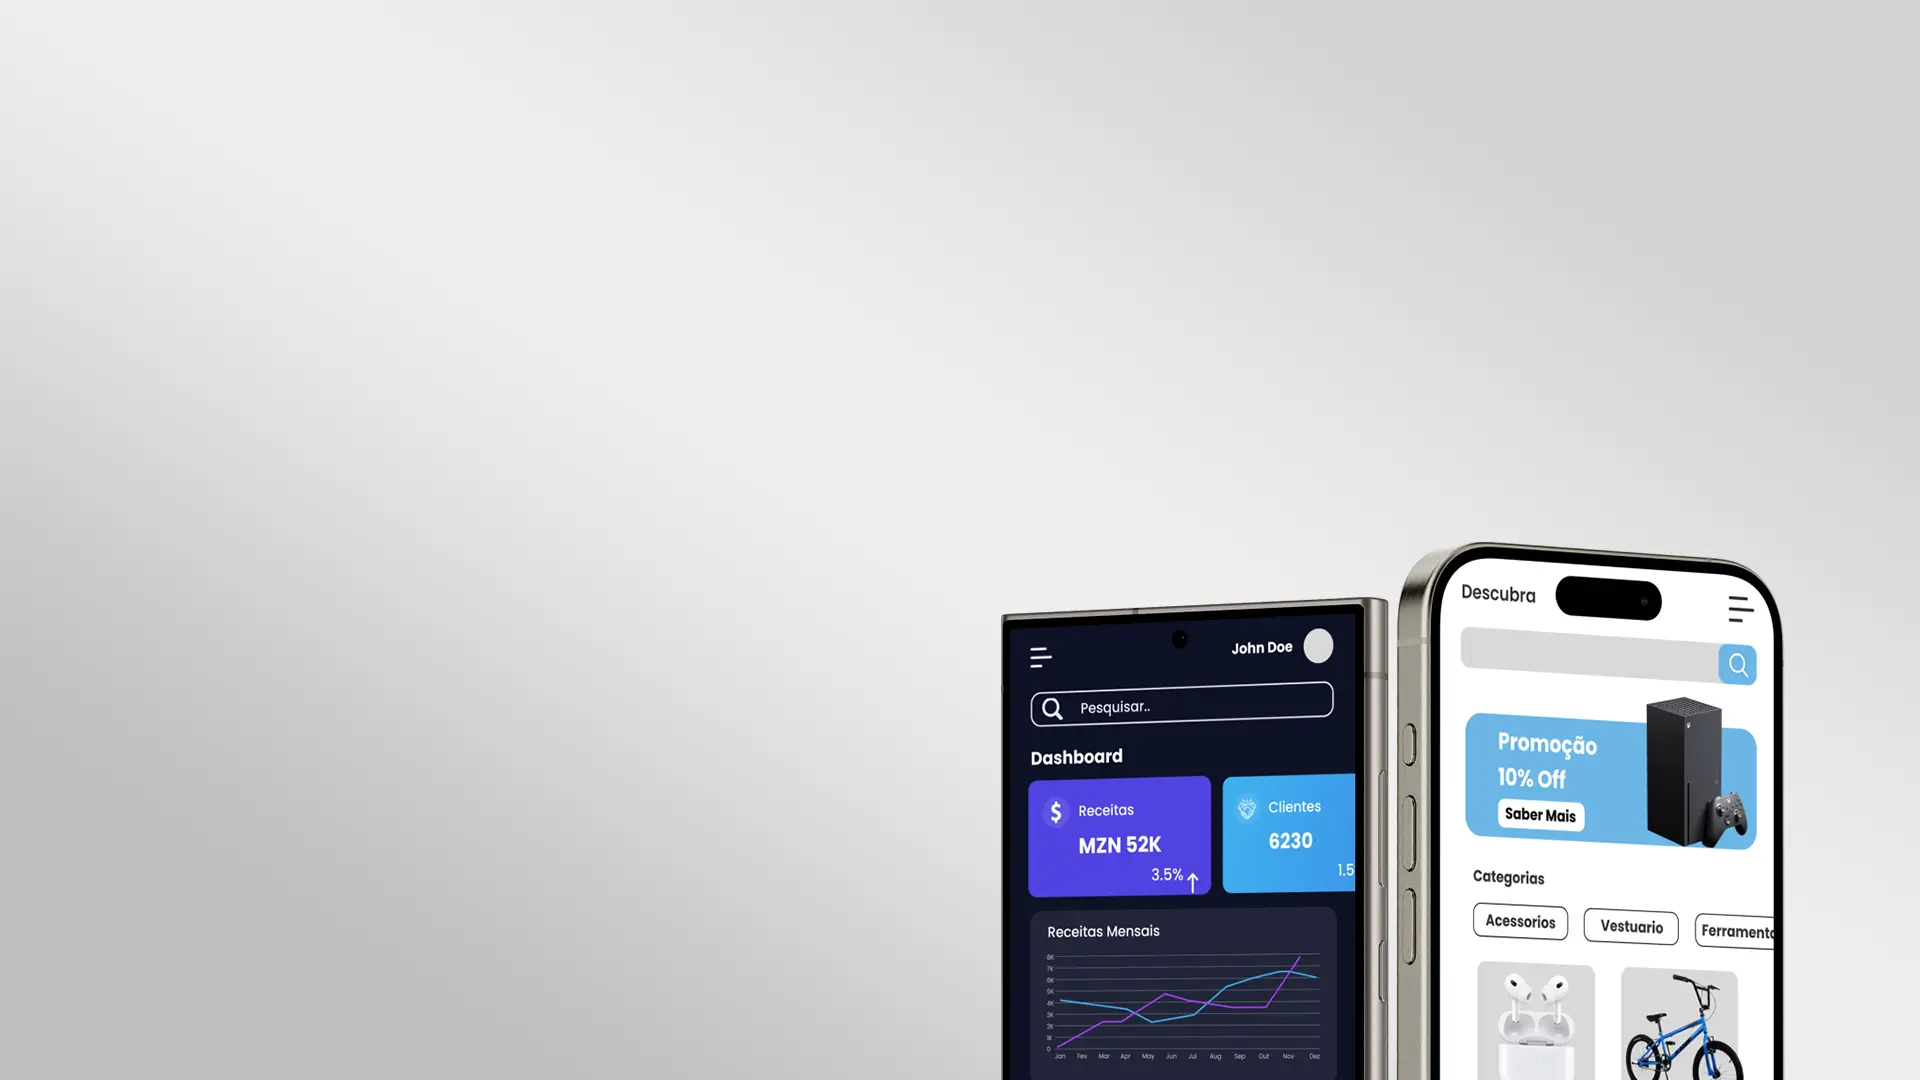 John Doe
Pesquisar..
Dashboard
Receitas
MZN 52K
3.5%
Clientes
6230
1.5
Receitas Mensais
8K
7K
6K
5K
4K
3K
2K
1K
0
Jan Fev Mar Apr May Jun Jul Aug Sep Out Nov Dez
Descubra
Promoção
10% Off
Saber Mais
Categorias
Acessorios Vestuario Ferramento